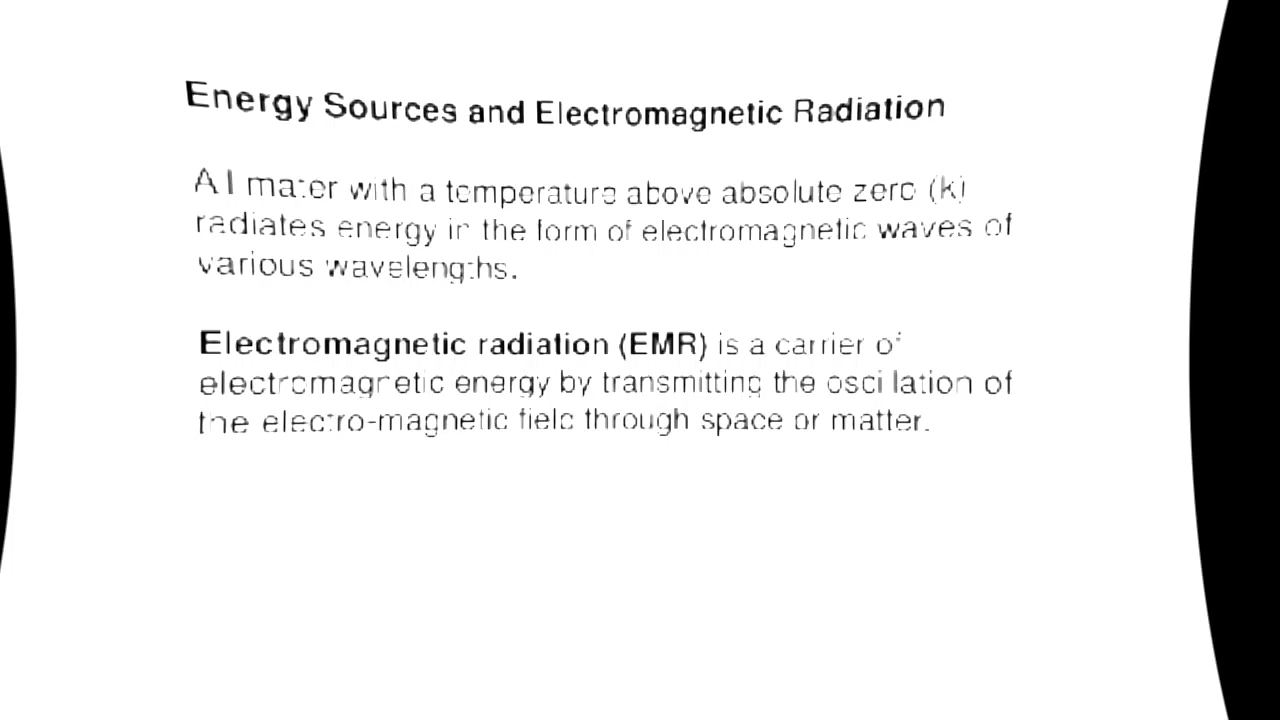 Energy Sources and Electromagnetic Radiation
All mater with a temperature above absolute zero (k)
radiates energy in the form of electromagnetic waves of
various wavelengths.
Electromagnetic radiation (EMR) is a carrier of
electromagnetic energy by transmitting the oscillation of
the electro-magnetic field through space or matter.